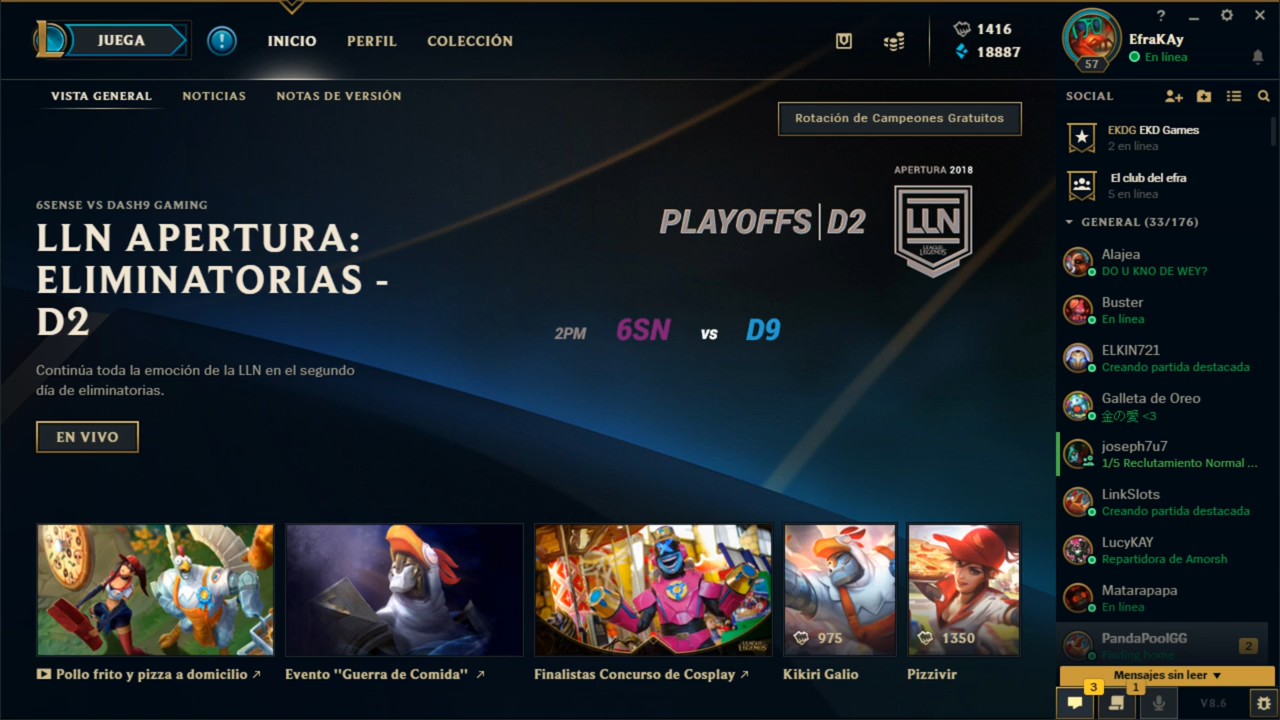 JUEGA
INICIO
PERFIL
COLECCIÓN
1416
18887
57
EfraKAy
En línea
VISTA GENERAL
NOTICIAS
NOTAS DE VERSIÓN
Rotación de Campeones Gratuitos
6SENSE VS DASH9 GAMING
LLN APERTURA:
ELIMINATORIAS -
D2
Continúa toda la emoción de la LLN en el segundo
día de eliminatorias.
EN VIVO
APERTURA 2018
PLAYOFFS | D2
LLN
LEAGUE OF LEGENDS
2PM 6SN vs D9
Pollo frito y pizza a domicilio
Evento "Guerra de Comida"
Finalistas Concurso de Cosplay
975
Kikiri Galio
1350
Pizzivir
SOCIAL
EKDG EKD Games
2 en línea
El club del efra
5 en línea
GENERAL (33/176)
Alajea
DO U KNO DE WEY?
Buster
En línea
ELKIN721
Creando partida destacada
Galleta de Oreo
金の愛 <3
joseph7u7
1/5 Reclutamiento Normal ...
LinkSlots
Creando partida destacada
LucyKAY
Repartidora de Amorsh
Matarapapa
En línea
PandaPoolGG
Finding home
2
Mensajes sin leer
3
1
V8.6